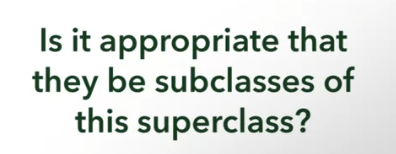 Is it appropriate that
they be subclasses of
this superclass?